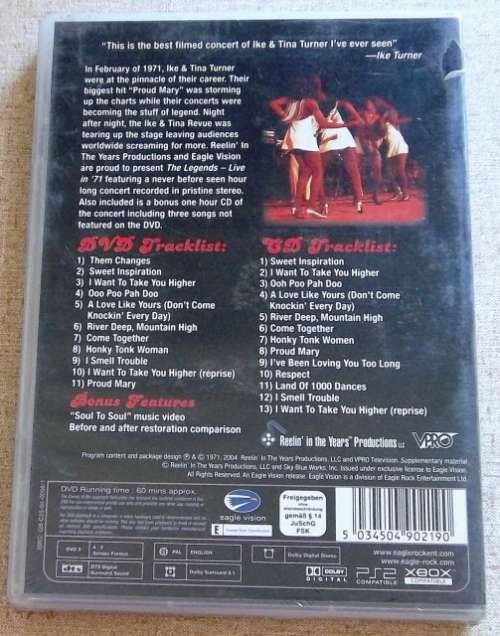 "This is the best filmed concert of Ike & Tina Turner I've ever seen"
—Ike Turner
In February of 1971, Ike & Tina Turner
were at the pinnacle of their career. Their
biggest hit "Proud Mary" was storming
up the charts while their concerts were
becoming the stuff of legend. Night
after night, the Ike & Tina Revue was
tearing up the stage leaving audiences
worldwide screaming for more. Reelin' In
The Years Productions and Eagle Vision
are proud to present The Legends – Live
in '71 featuring a never before seen hour
long concert recorded in pristine stereo.
Also included is a bonus one hour CD of
the concert including three songs not
featured on the DVD.
DVD Tracklist:
1) Them Changes
2) Sweet Inspiration
3) I Want To Take You Higher
4) Ooo Poo Pah Doo
5) A Love Like Yours (Don't Come
Knockin' Every Day)
6) River Deep, Mountain High
7) Come Together
8) Honky Tonk Woman
9) I Smell Trouble
10) I Want To Take You Higher (reprise)
11) Proud Mary
Bonus Features
"Soul To Soul" music video
Before and after restoration comparison
CD Tracklist:
1) Sweet Inspiration
2) I Want To Take You Higher
3) Ooh Poo Pah Doo
4) A Love Like Yours (Don't Come
Knockin' Every Day)
5) River Deep, Mountain High
6) Come Together
7) Honky Tonk Women
8) Proud Mary
9) I've Been Loving You Too Long
10) Respect
11) Land Of 1000 Dances
12) I Smell Trouble
13) I Want To Take You Higher (reprise)
Reelin' in the Years Productions LLC
VPRO
Program content and package design ℗ & © 1971, 2004 Reelin' In The Years Productions, LLC and VPRO Television. Supplementary material
© Reelin' In The Years Productions, LLC and Sky Blue Works, Inc. Issued under exclusive license to Eagle Vision.
All Rights Reserved. An Eagle Vision release. Eagle Vision is a division of Eagle Rock Entertainment Ltd.
DVD Running time : 60 mins approx.
eagle vision
E
Freigegeben
ohne
Altersbeschränkung
gemäß § 14
JuSchG
FSK
5 034504 902190
4 : 3
PAL
ENGLISH
Dolby Digital Stereo
dts
DTS Digital
Surround Sound
Dolby Surround 5.1
DOLBY
DIGITAL
www.eaglerockent.com
www.eagle-rock.com
PS2
COMPATIBLE
XBOX
COMPATIBLE